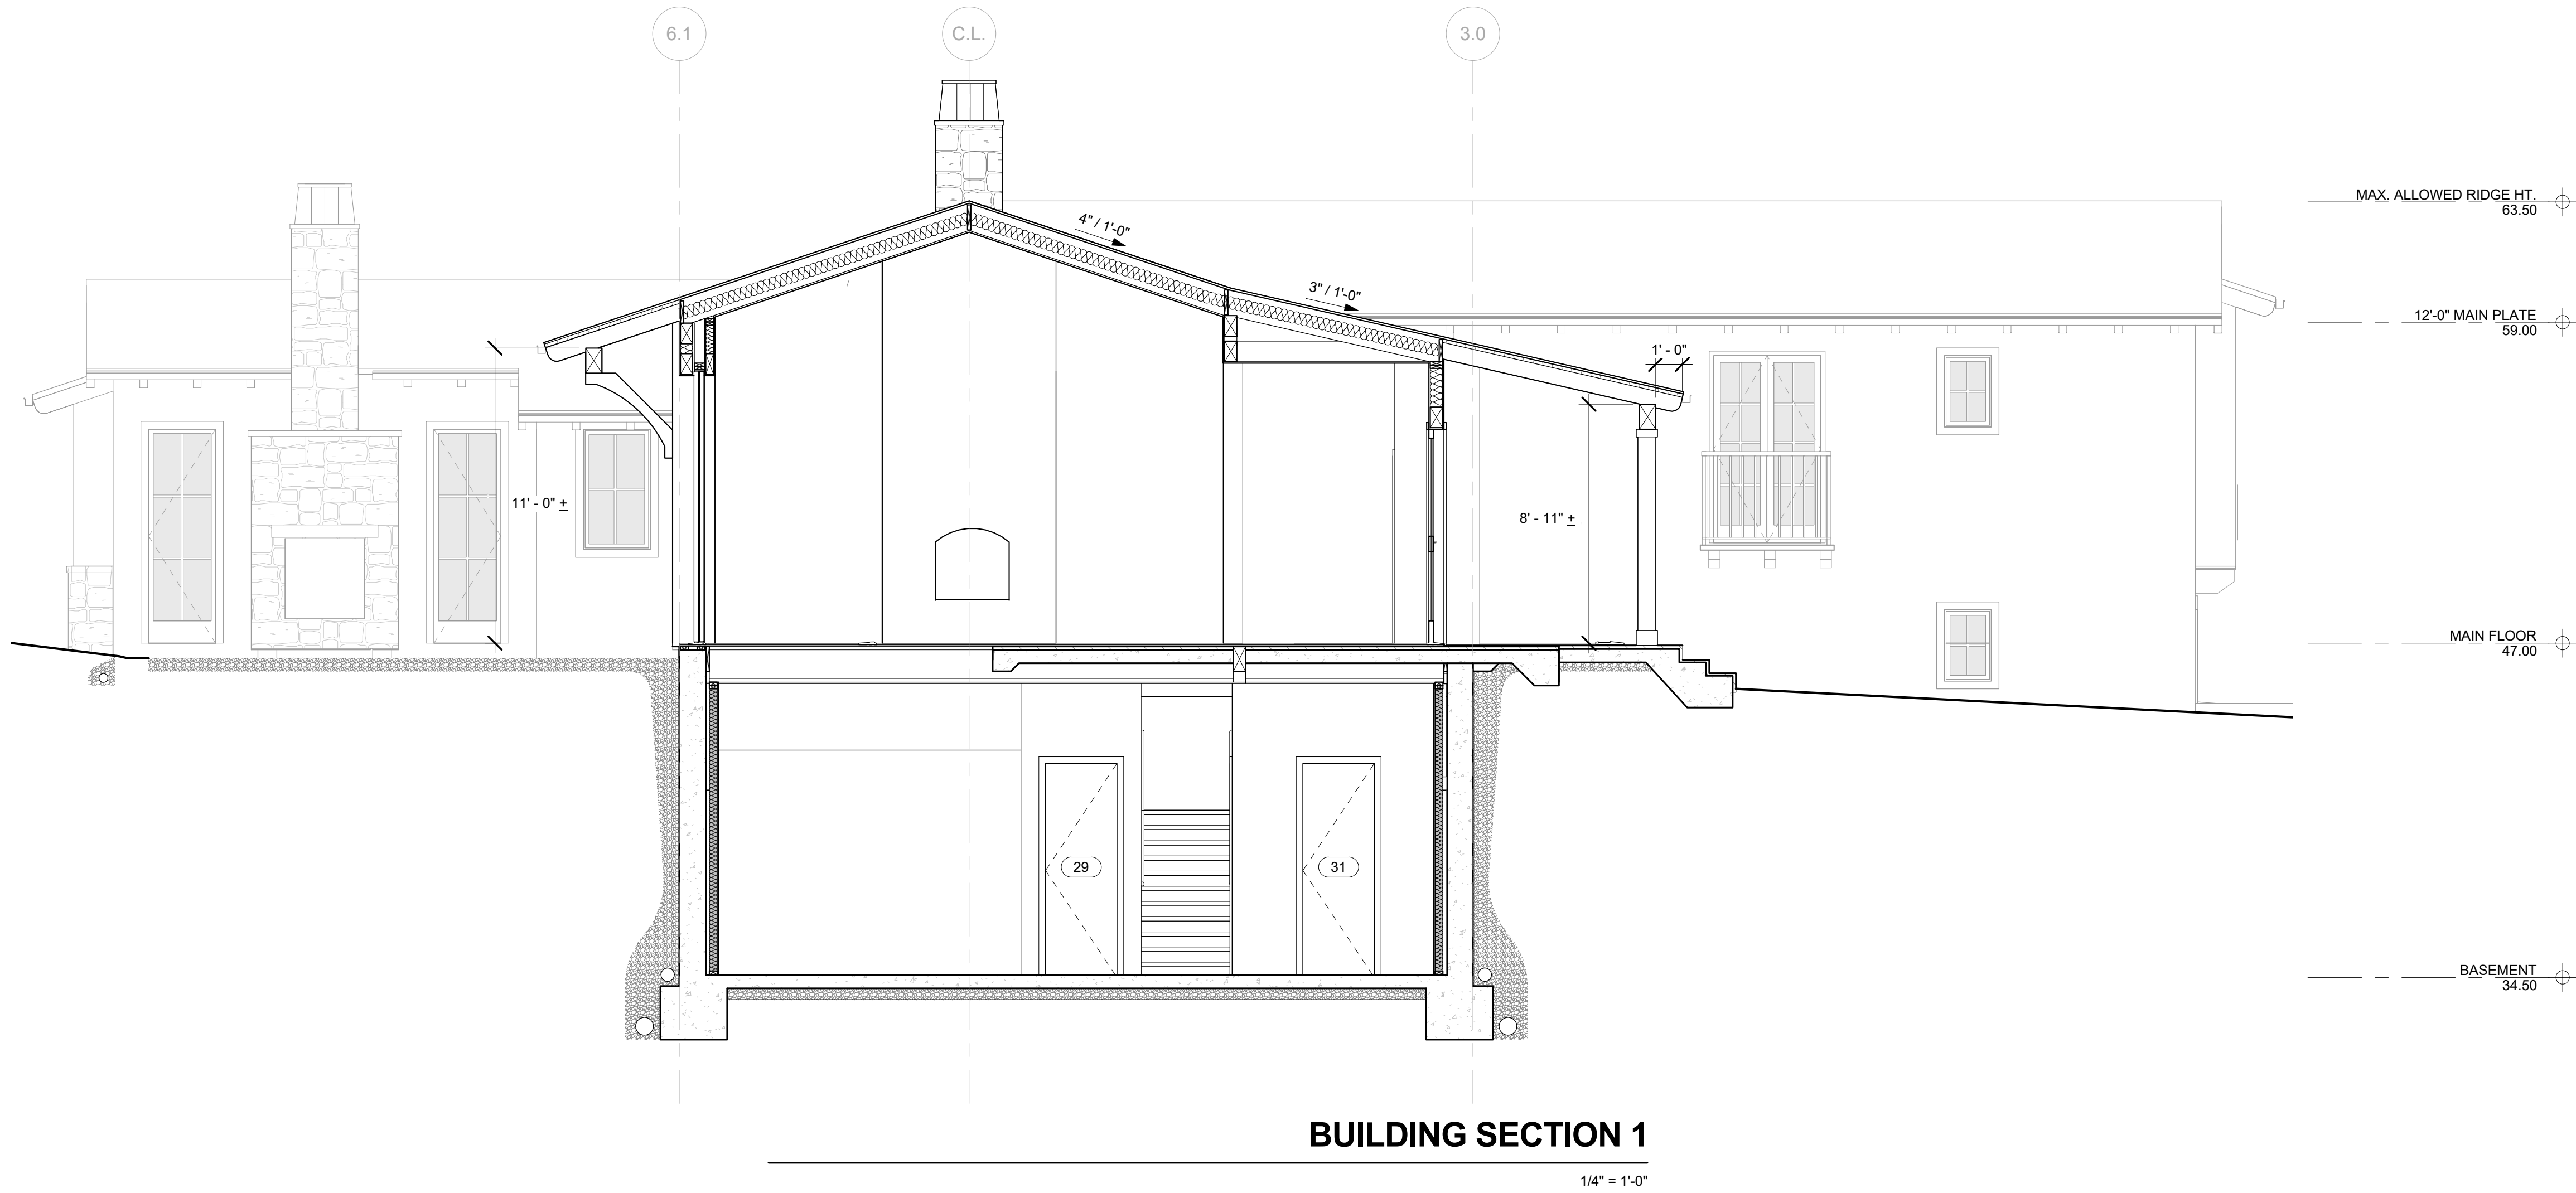 6.1
C.L.
3.0
MAX. ALLOWED RIDGE HT.
63.50
4" / 1'-0"
3" / 1'-0"
12'-0" MAIN PLATE
59.00
1' - 0"
11' - 0" ±
8' - 11" ±
MAIN FLOOR
47.00
29
31
BASEMENT
34.50
BUILDING SECTION 1
1/4" = 1'-0"